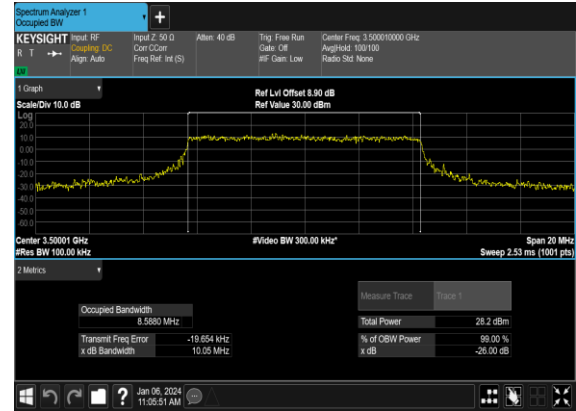 Spectrum Analyzer 1
Occupied BW
KEYSIGHT
R T
LU
Input: RF
Coupling: DC
Align: Auto
Input Z: 50 Ω
Corr CCorr
Freq Ref: Int (S)
Atten: 40 dB
Trig: Free Run
Gate: Off
#IF Gain: Low
Center Freq: 3.500010000 GHz
Avg|Hold: 100/100
Radio Std: None
1 Graph
Scale/Div 10.0 dB
Ref Lvl Offset 8.90 dB
Ref Value 30.00 dBm
Log
20.0
10.0
0.00
-10.0
-20.0
-30.0
-40.0
-50.0
-60.0
Center 3.50001 GHz
#Res BW 100.00 kHz
#Video BW 300.00 kHz*
Span 20 MHz
Sweep 2.53 ms (1001 pts)
2 Metrics
Measure Trace Trace 1
Occupied Bandwidth
8.5880 MHz
Total Power 28.2 dBm
Transmit Freq Error -19.654 kHz
% of OBW Power 99.00 %
x dB Bandwidth 10.05 MHz
x dB -26.00 dB
?
Jan 06, 2024
11:05:51 AM